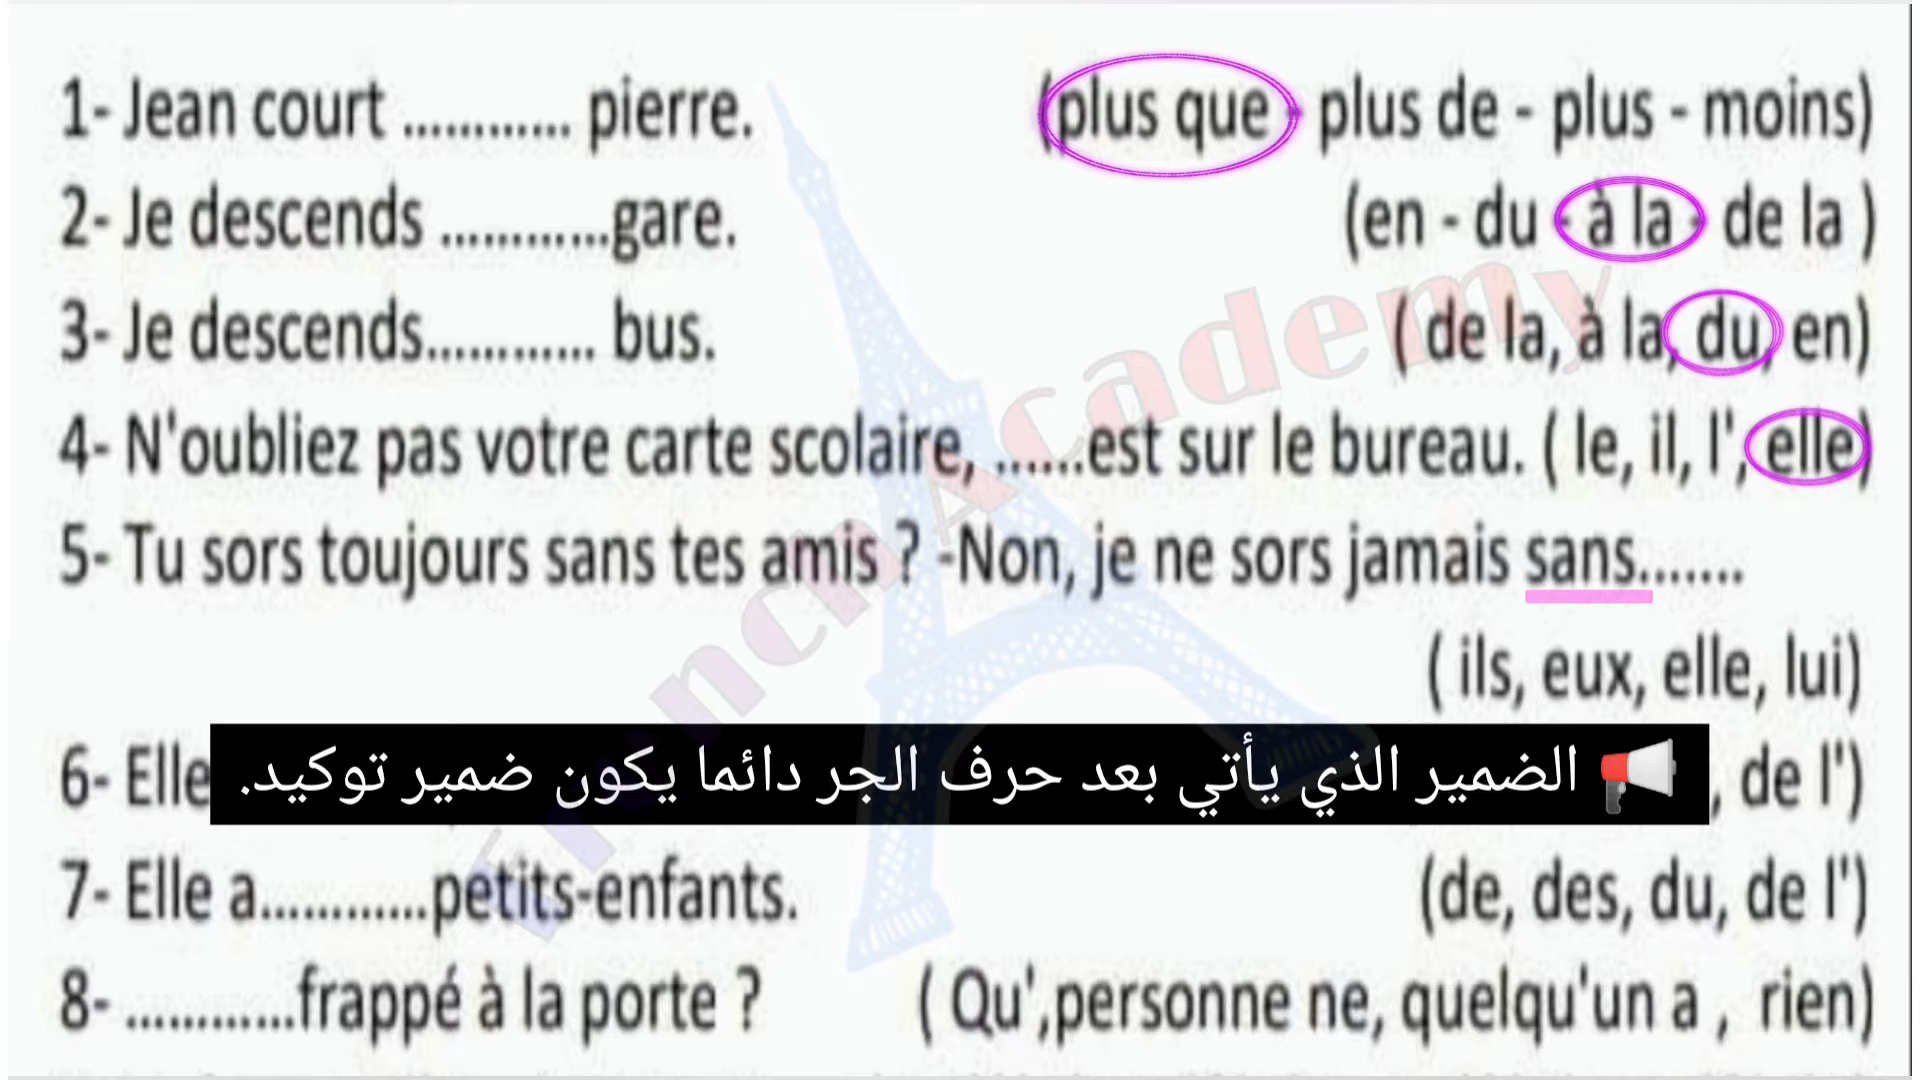 1- Jean court ............ pierre. (plus que - plus de - plus - moins)
2- Je descends ............gare. (en - du - à la - de la )
3- Je descends............ bus. ( de la, à la, du, en)
4- N'oubliez pas votre carte scolaire, ......est sur le bureau. ( le, il, l', elle)
5- Tu sors toujours sans tes amis ? -Non, je ne sors jamais sans.......
( ils, eux, elle, lui)
6- Elle , de l')
📢 الضمير الذي يأتي بعد حرف الجر دائما يكون ضمير توكيد.
7- Elle a............petits-enfants. (de, des, du, de l')
8- ............frappé à la porte ? ( Qu',personne ne, quelqu'un a , rien)
French Academy